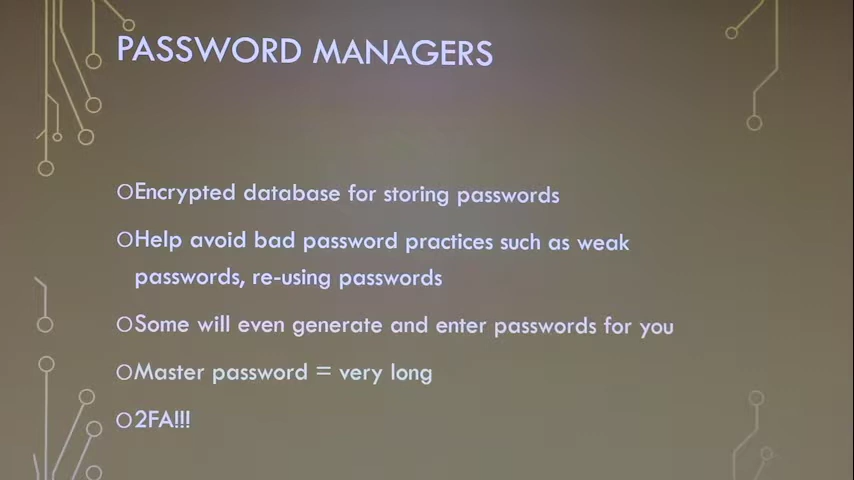 PASSWORD MANAGERS
Encrypted database for storing passwords
Help avoid bad password practices such as weak
passwords, re-using passwords
Some will even generate and enter passwords for you
Master password = very long
2FA!!!